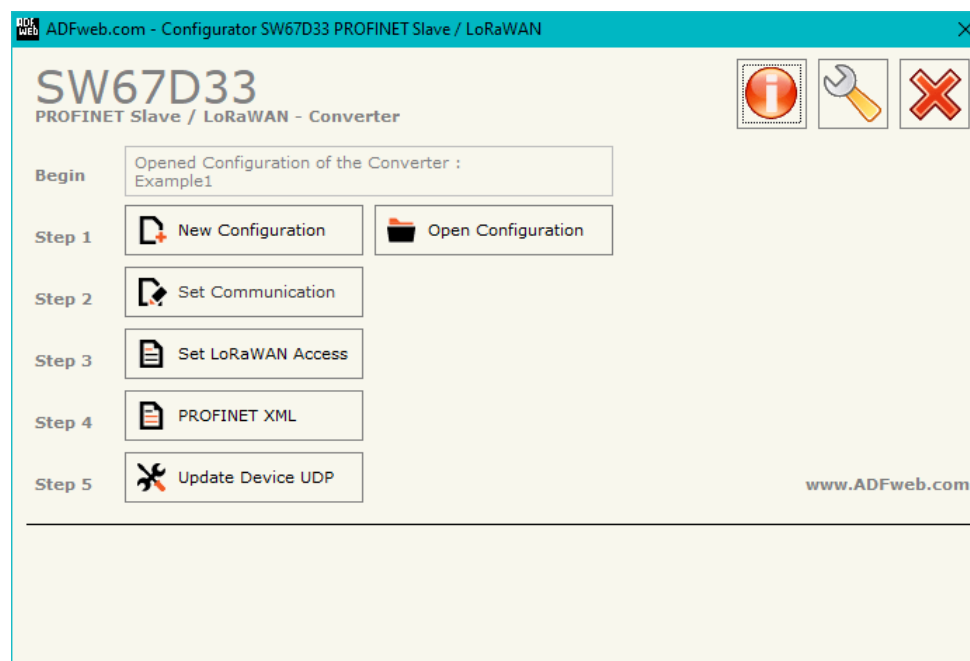 ADF
WEB
ADFweb.com - Configurator SW67D33 PROFINET Slave / LoRaWAN
SW67D33
PROFINET Slave / LoRaWAN - Converter
Begin
Opened Configuration of the Converter :
Example1
Step 1
New Configuration
Open Configuration
Step 2
Set Communication
Step 3
Set LoRaWAN Access
Step 4
PROFINET XML
Step 5
Update Device UDP
www.ADFweb.com